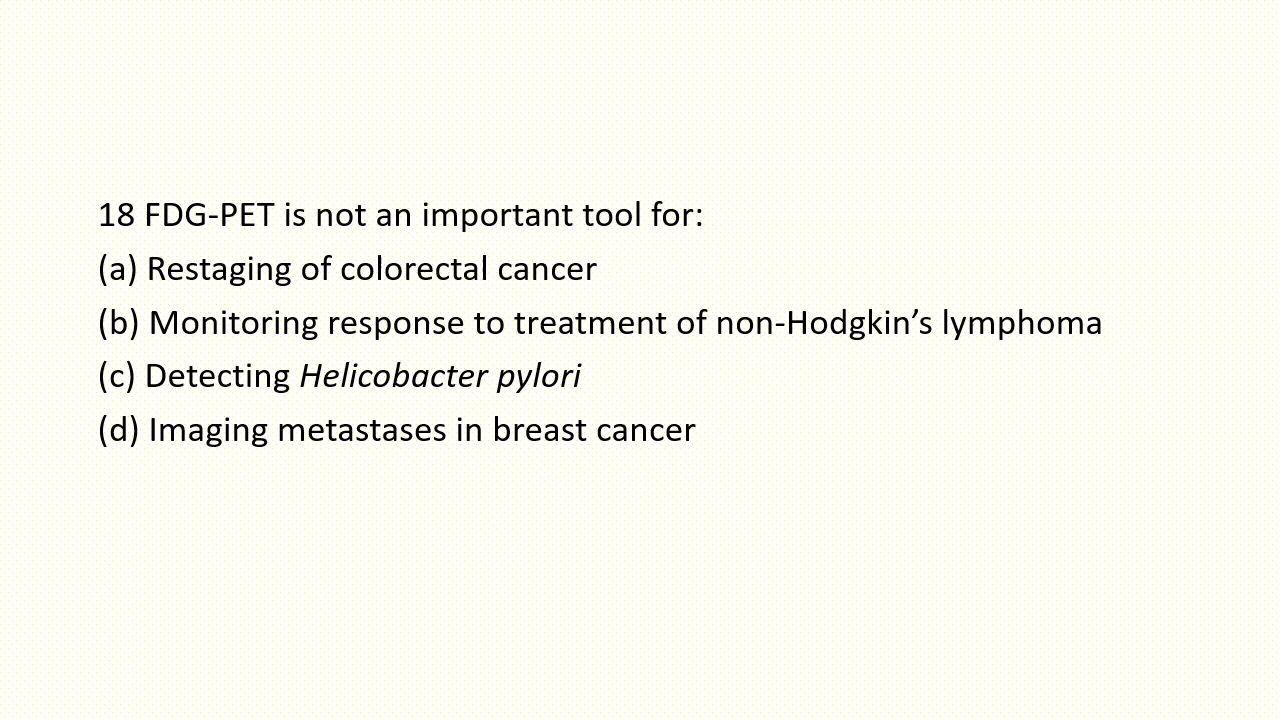 18 FDG-PET is not an important tool for:
(a) Restaging of colorectal cancer
(b) Monitoring response to treatment of non-Hodgkin’s lymphoma
(c) Detecting Helicobacter pylori
(d) Imaging metastases in breast cancer